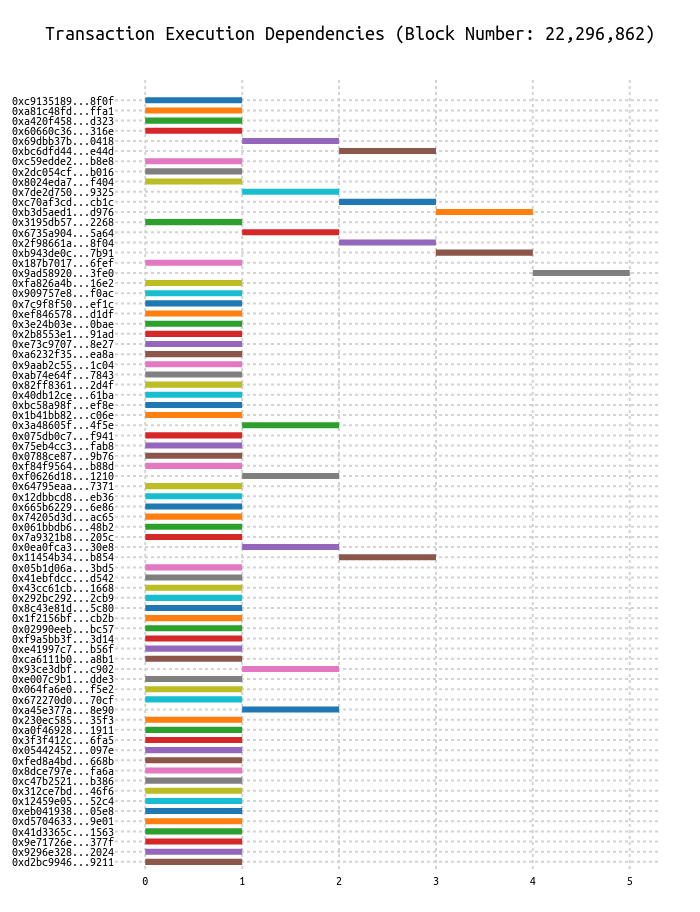 Transaction Execution Dependencies (Block Number: 22,296,862)
0xc9135189...8f0f
0xa81c48fd...ffa1
0xa420f458...d323
0x60660c36...316e
0x69dbb37b...0418
0xbc6dfd44...e44d
0xc59edde2...b8e8
0x2dc054cf...b016
0x8024eda7...f404
0x7de2d750...9325
0xc70af3cd...cb1c
0xb3d5aed1...d976
0x3195db57...2268
0x6735a904...5a64
0x2f98661a...8f04
0xb943de0c...7b91
0x187b7017...6fef
0x9ad58920...3fe0
0xfa826a4b...16e2
0x909757e8...f0ac
0x7c9f8f50...ef1c
0xef846578...d1df
0x3e24b03e...0bae
0x2b8553e1...91ad
0xe73c9707...8e27
0xa6232f35...ea8a
0x9aab2c55...1c04
0xab74e64f...7843
0x82ff8361...2d4f
0x40db12ce...61ba
0xbc58a98f...ef8e
0x1b41bb82...c06e
0x3a48605f...4f5e
0x075db0c7...f941
0x75eb4cc3...fab8
0x0788ce87...9b76
0xf84f9564...b88d
0xf0626d18...1210
0x64795eaa...7371
0x12dbbcd8...eb36
0x665b6229...6e86
0x74205d3d...ac65
0x061bbdb6...48b2
0x7a9321b8...205c
0x0ea0fca3...30e8
0x11454b34...b854
0x05b1d06a...3bd5
0x41ebfdcc...d542
0x43cc61cb...1668
0x292bc292...2cb9
0x8c43e81d...5c80
0x1f2156bf...cb2b
0x02990eeb...bc57
0xf9a5bb3f...3d14
0xe41997c7...b56f
0xca6111b0...a8b1
0x93ce3dbf...c902
0xe007c9b1...dde3
0x064fa6e0...f5e2
0x672270d0...70cf
0xa45e377a...8e90
0x230ec585...35f3
0xa0f46928...1911
0x3f3f412c...6fa5
0x05442452...097e
0xfed8a4bd...668b
0x8dce797e...fa6a
0xc47b2521...b386
0x312ce7bd...46f6
0x12459e05...52c4
0xeb041938...05e8
0xd5704633...9e01
0x41d3365c...1563
0x9e71726e...377f
0x9296e328...2024
0xd2bc9946...9211
0 1 2 3 4 5